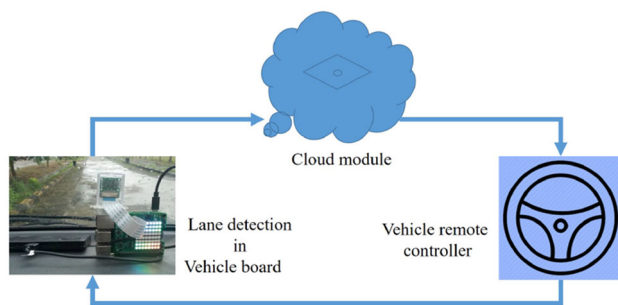 Cloud module
Lane detection
in
Vehicle board
Vehicle remote
controller